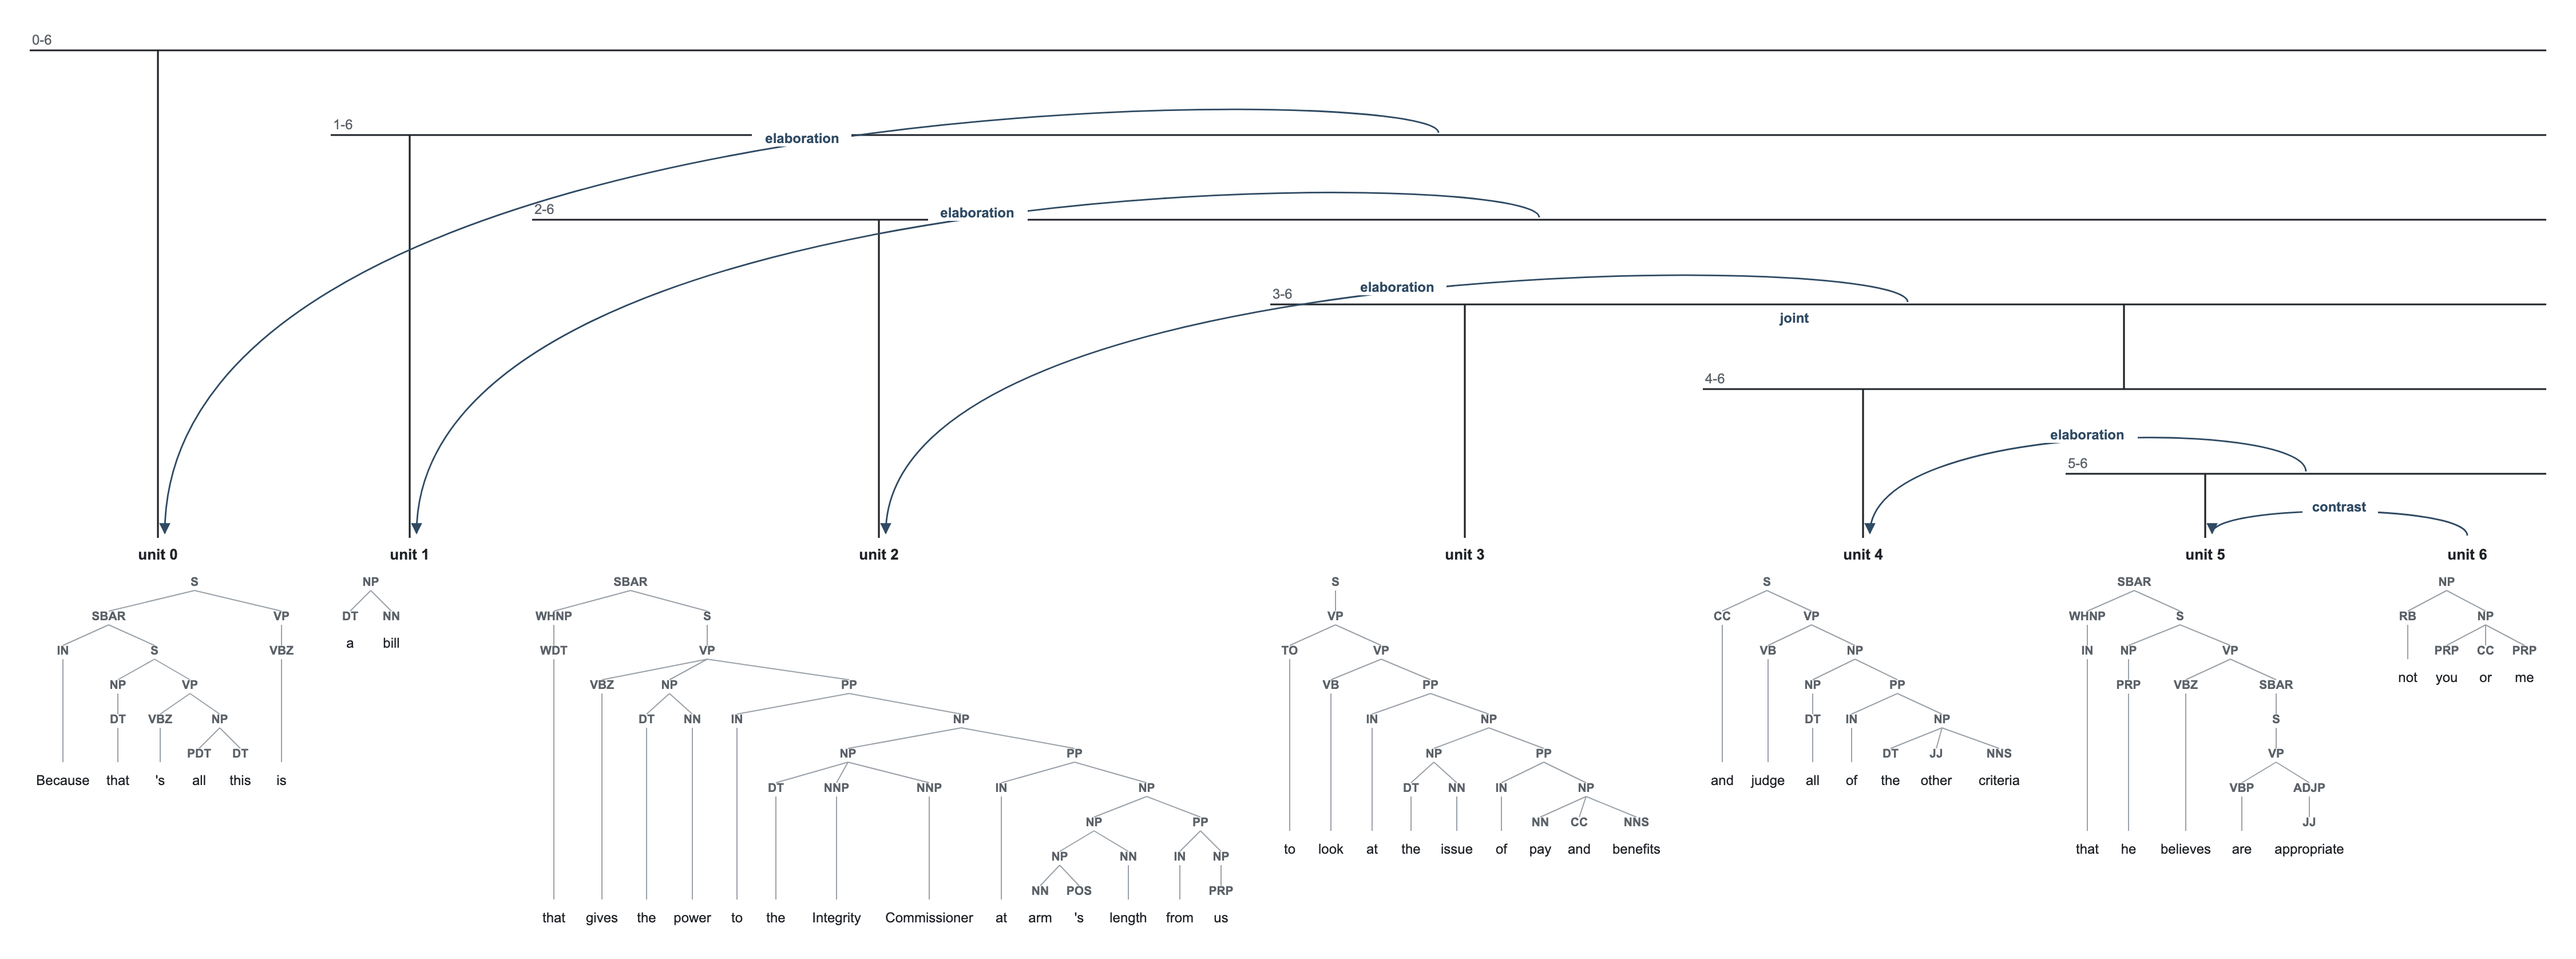 0-6
1-6
elaboration
2-6
elaboration
3-6
elaboration
joint
4-6
elaboration
5-6
contrast
unit 0 unit 1 unit 2 unit 3 unit 4 unit 5 unit 6
S NP SBAR S S SBAR NP
SBAR VP DT NN WHNP S VP CC VP WHNP S RB NP
a bill
IN S VBZ WDT VP TO VP VB NP IN NP VP PRP CC PRP
not you or me
NP VP VBZ NP PP VB PP NP PP PRP VBZ SBAR
DT VBZ NP DT NN IN NP IN NP DT IN NP S
PDT DT NP PP NP PP DT JJ NNS VP
Because that 's all this is and judge all of the other criteria
DT NNP NNP IN NP DT NN IN NP VBP ADJP
NP PP NN CC NNS JJ
to look at the issue of pay and benefits that he believes are appropriate
NP NN IN NP
NN POS PRP
that gives the power to the Integrity Commissioner at arm 's length from us